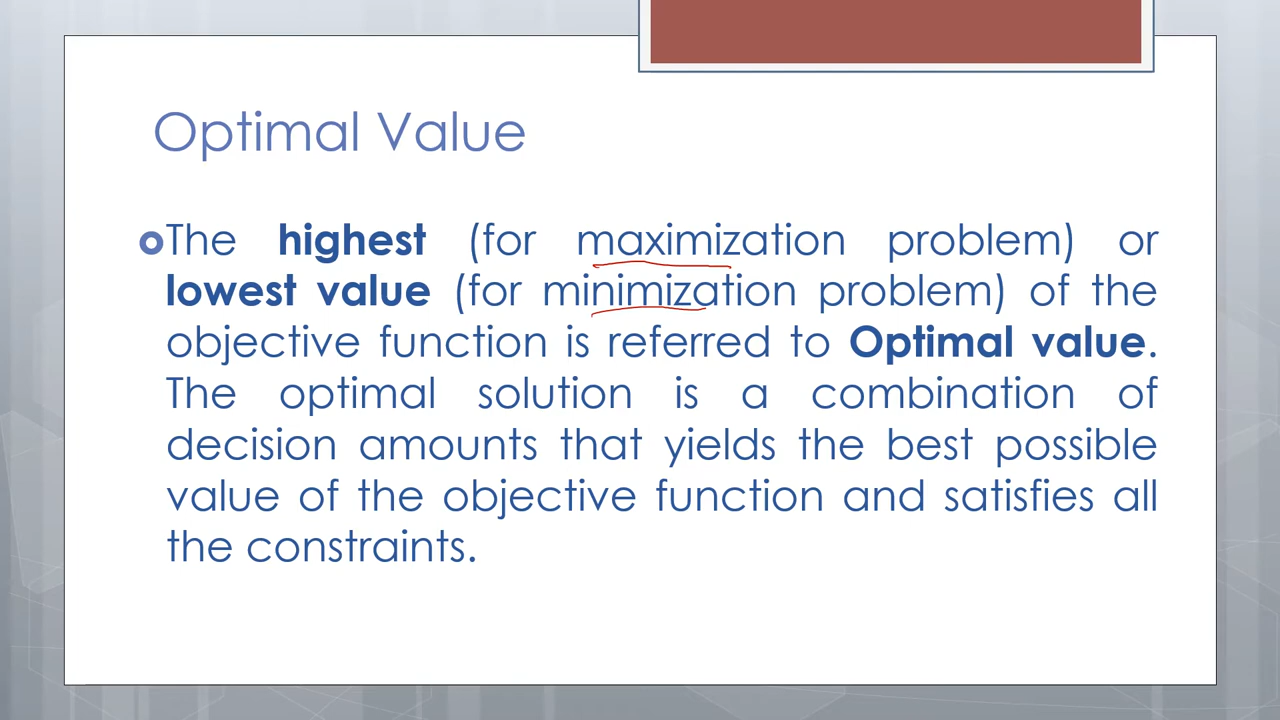 Optimal Value
The highest (for maximization problem) or
lowest value (for minimization problem) of the
objective function is referred to Optimal value.
The optimal solution is a combination of
decision amounts that yields the best possible
value of the objective function and satisfies all
the constraints.